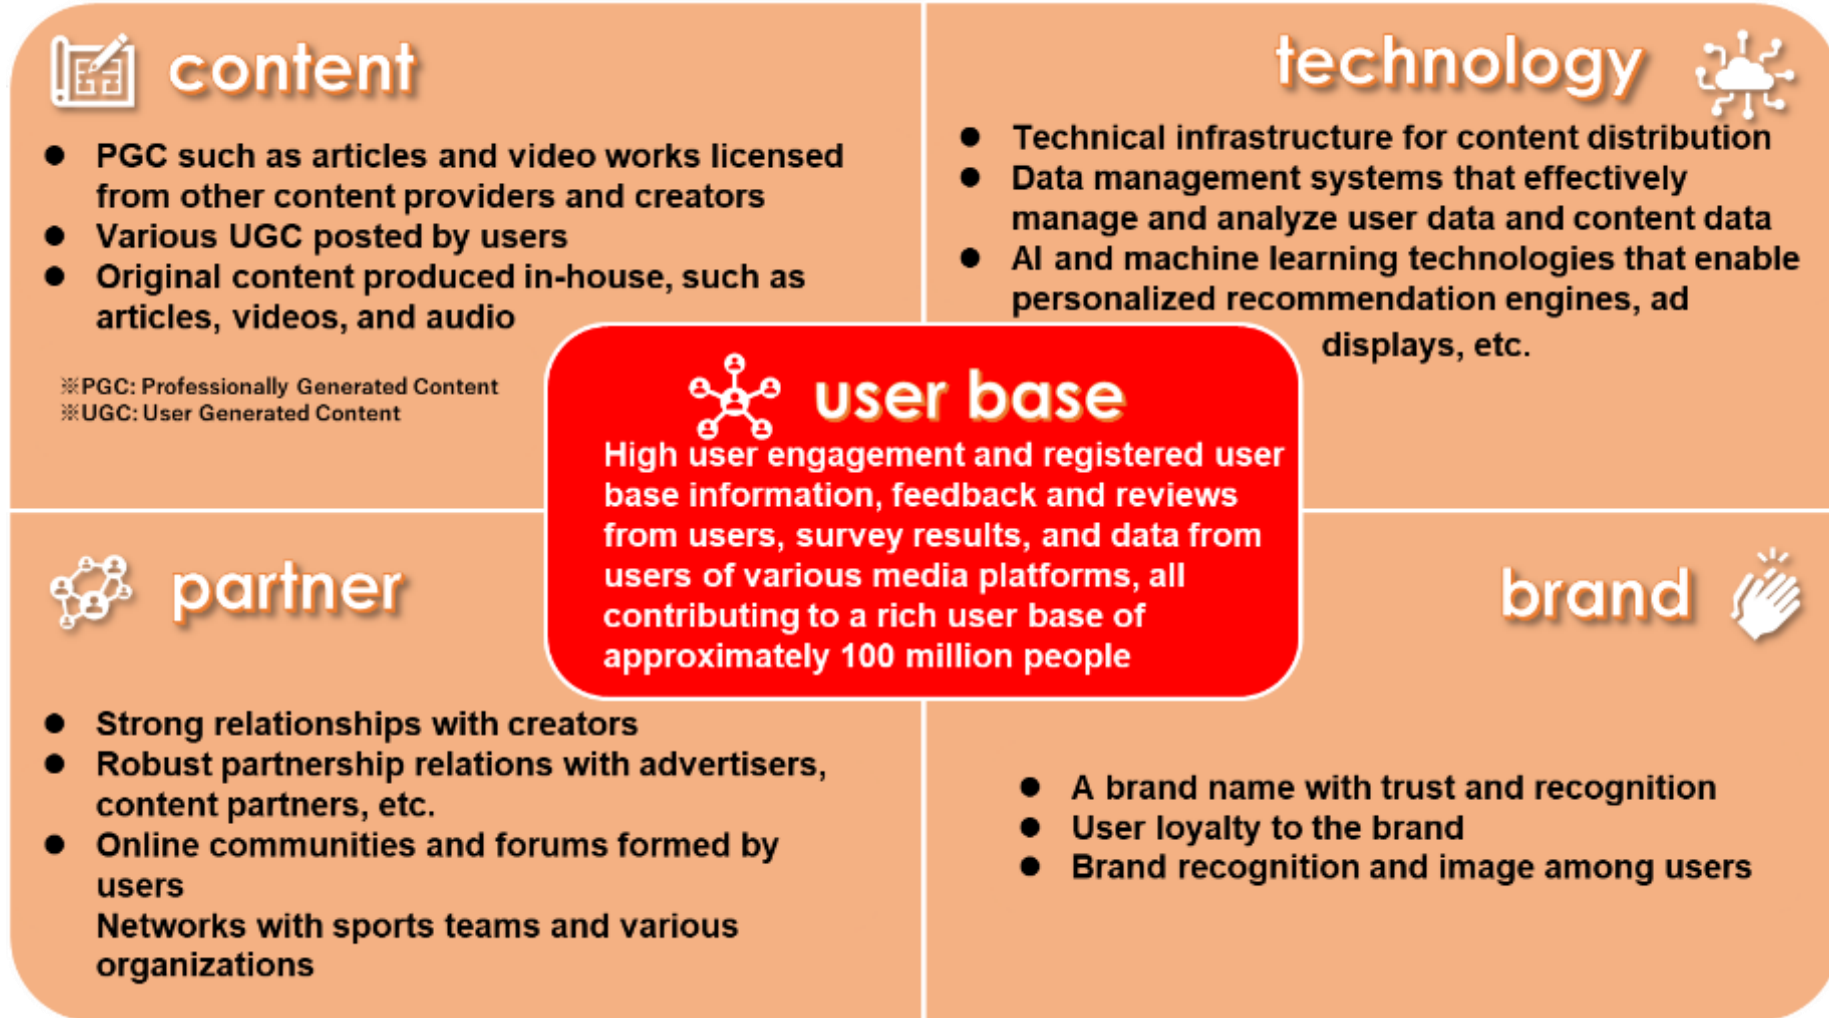 content
● PGC such as articles and video works licensed
from other content providers and creators
● Various UGC posted by users
● Original content produced in-house, such as
articles, videos, and audio
※PGC: Professionally Generated Content
※UGC: User Generated Content
technology
● Technical infrastructure for content distribution
● Data management systems that effectively
manage and analyze user data and content data
● AI and machine learning technologies that enable
personalized recommendation engines, ad
displays, etc.
user base
High user engagement and registered user
base information, feedback and reviews
from users, survey results, and data from
users of various media platforms, all
contributing to a rich user base of
approximately 100 million people
partner
● Strong relationships with creators
● Robust partnership relations with advertisers,
content partners, etc.
● Online communities and forums formed by
users
Networks with sports teams and various
organizations
brand
● A brand name with trust and recognition
● User loyalty to the brand
● Brand recognition and image among users